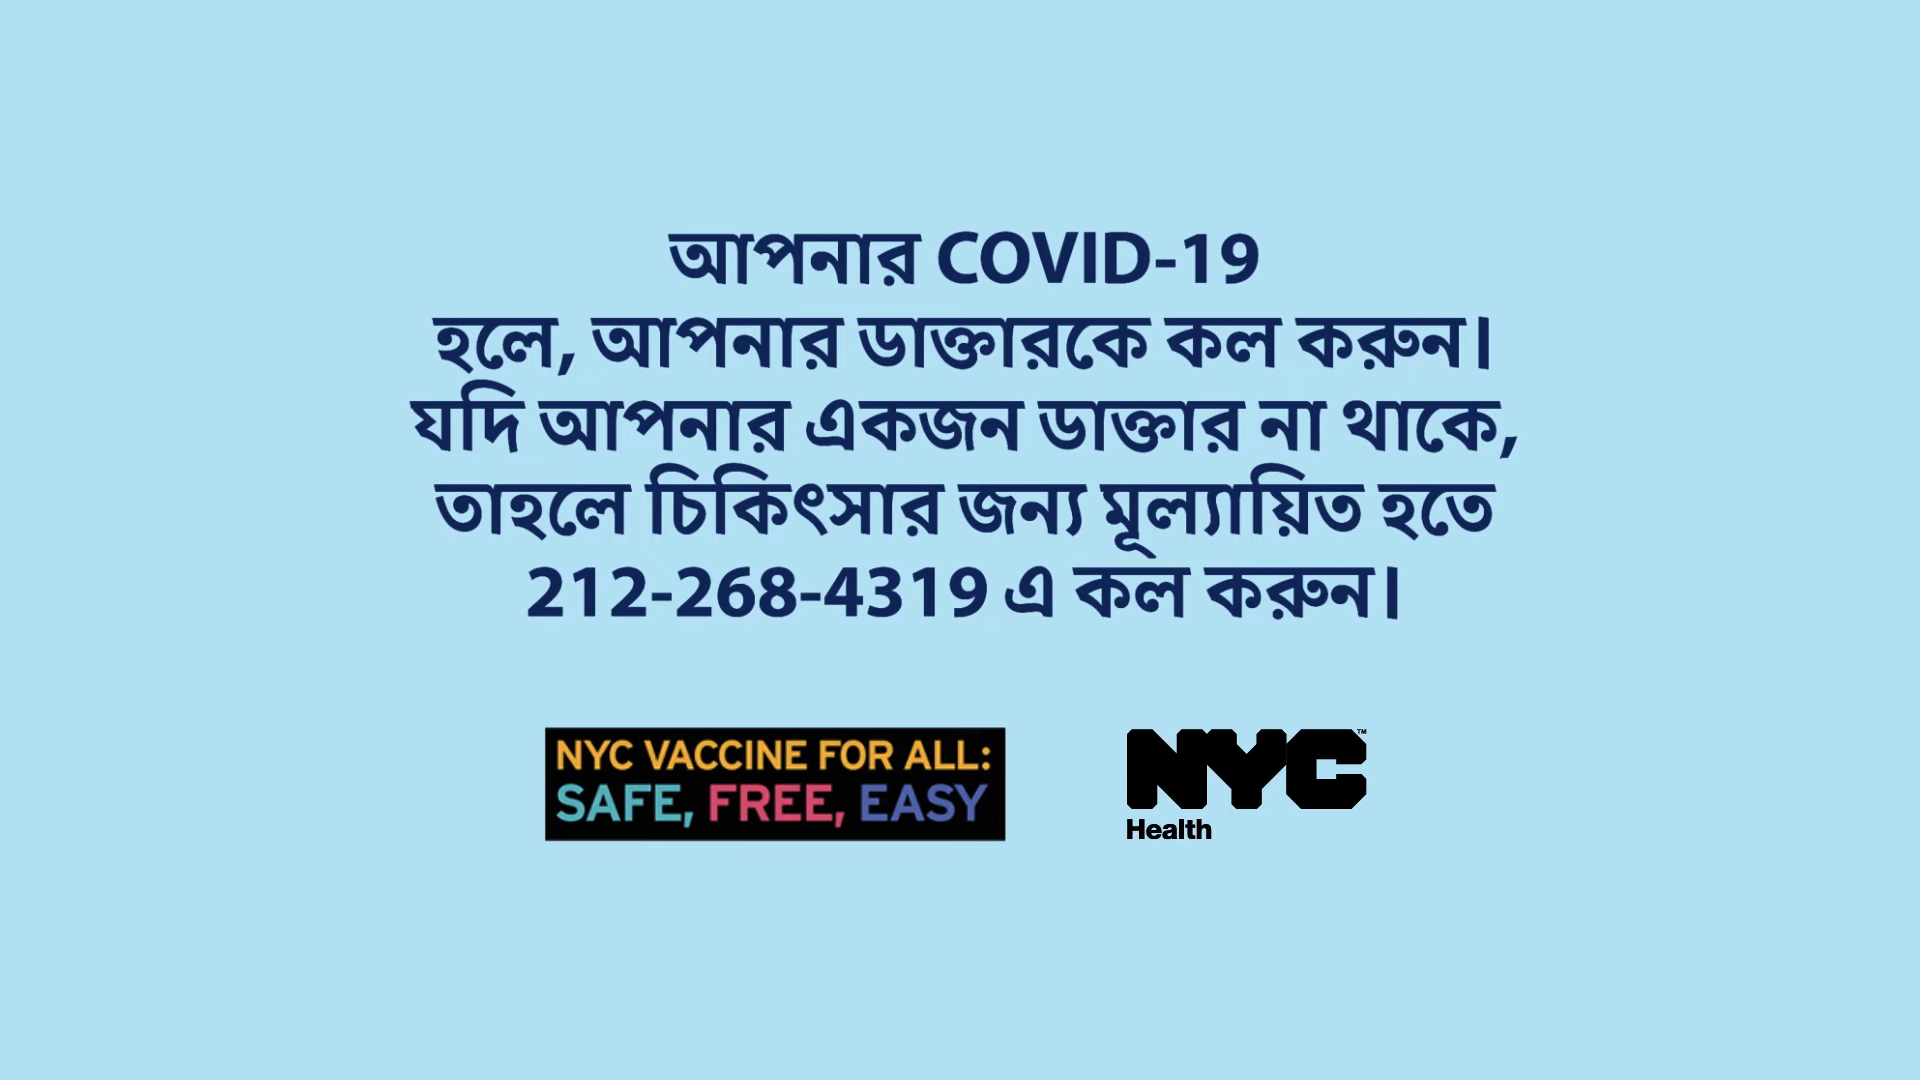 আপনার COVID-19
হলে, আপনার ডাক্তারকে কল করুন।
যদি আপনার একজন ডাক্তার না থাকে,
তাহলে চিকিৎসার জন্য মূল্যায়িত হতে
212-268-4319 এ কল করুন।
NYC VACCINE FOR ALL:
SAFE, FREE, EASY
NYC™
Health